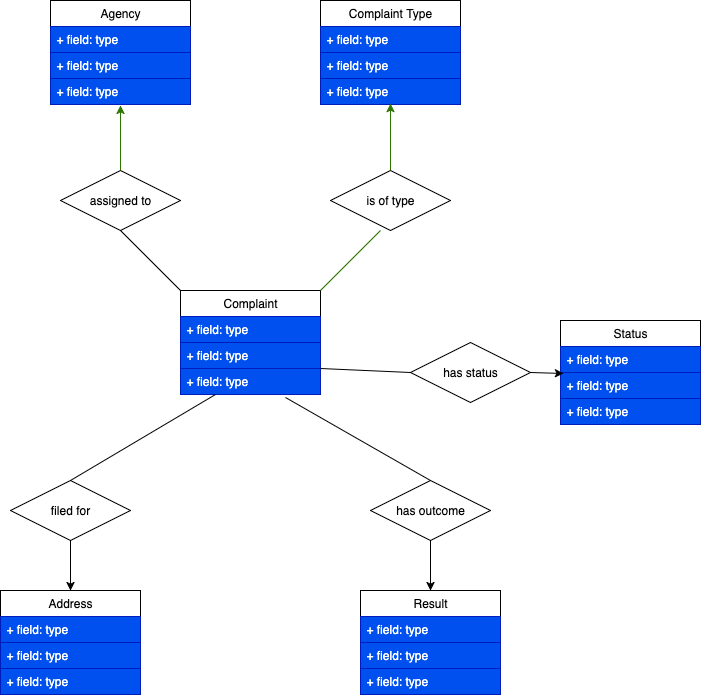 Agency
+ field: type
+ field: type
+ field: type
Complaint Type
+ field: type
+ field: type
+ field: type
assigned to
is of type
Complaint
+ field: type
+ field: type
+ field: type
has status
Status
+ field: type
+ field: type
+ field: type
filed for
has outcome
Address
+ field: type
+ field: type
+ field: type
Result
+ field: type
+ field: type
+ field: type